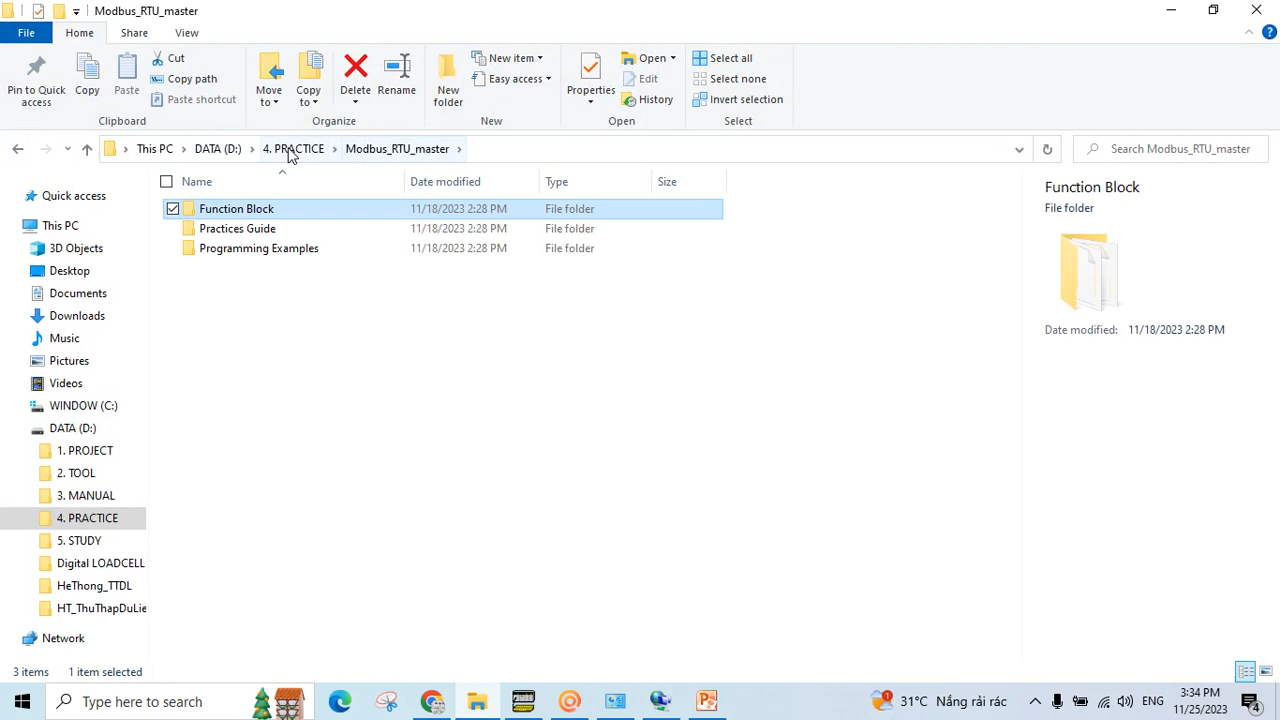 Modbus_RTU_master
File
Home
Share
View
Pin to Quick access
Copy
Paste
Cut
Copy path
Paste shortcut
Clipboard
Move to
Copy to
Delete
Rename
Organize
New folder
New item
Easy access
New
Properties
Open
Edit
History
Open
Select all
Select none
Invert selection
Select
This PC
DATA (D:)
4. PRACTICE
Modbus_RTU_master
Search Modbus_RTU_master
Name
Date modified
Type
Size
Function Block
11/18/2023 2:28 PM
File folder
Practices Guide
11/18/2023 2:28 PM
File folder
Programming Examples
11/18/2023 2:28 PM
File folder
Quick access
This PC
3D Objects
Desktop
Documents
Downloads
Music
Pictures
Videos
WINDOW (C:)
DATA (D:)
1. PROJECT
2. TOOL
3. MANUAL
4. PRACTICE
5. STUDY
Digital LOADCELL
HeThong_TTDL
HT_ThuThapDuLie
Network
Function Block
File folder
Date modified: 11/18/2023 2:28 PM
3 items
1 item selected
Type here to search
1
31°C Nắng rải rác
ENG
3:34 PM
11/25/2023
4